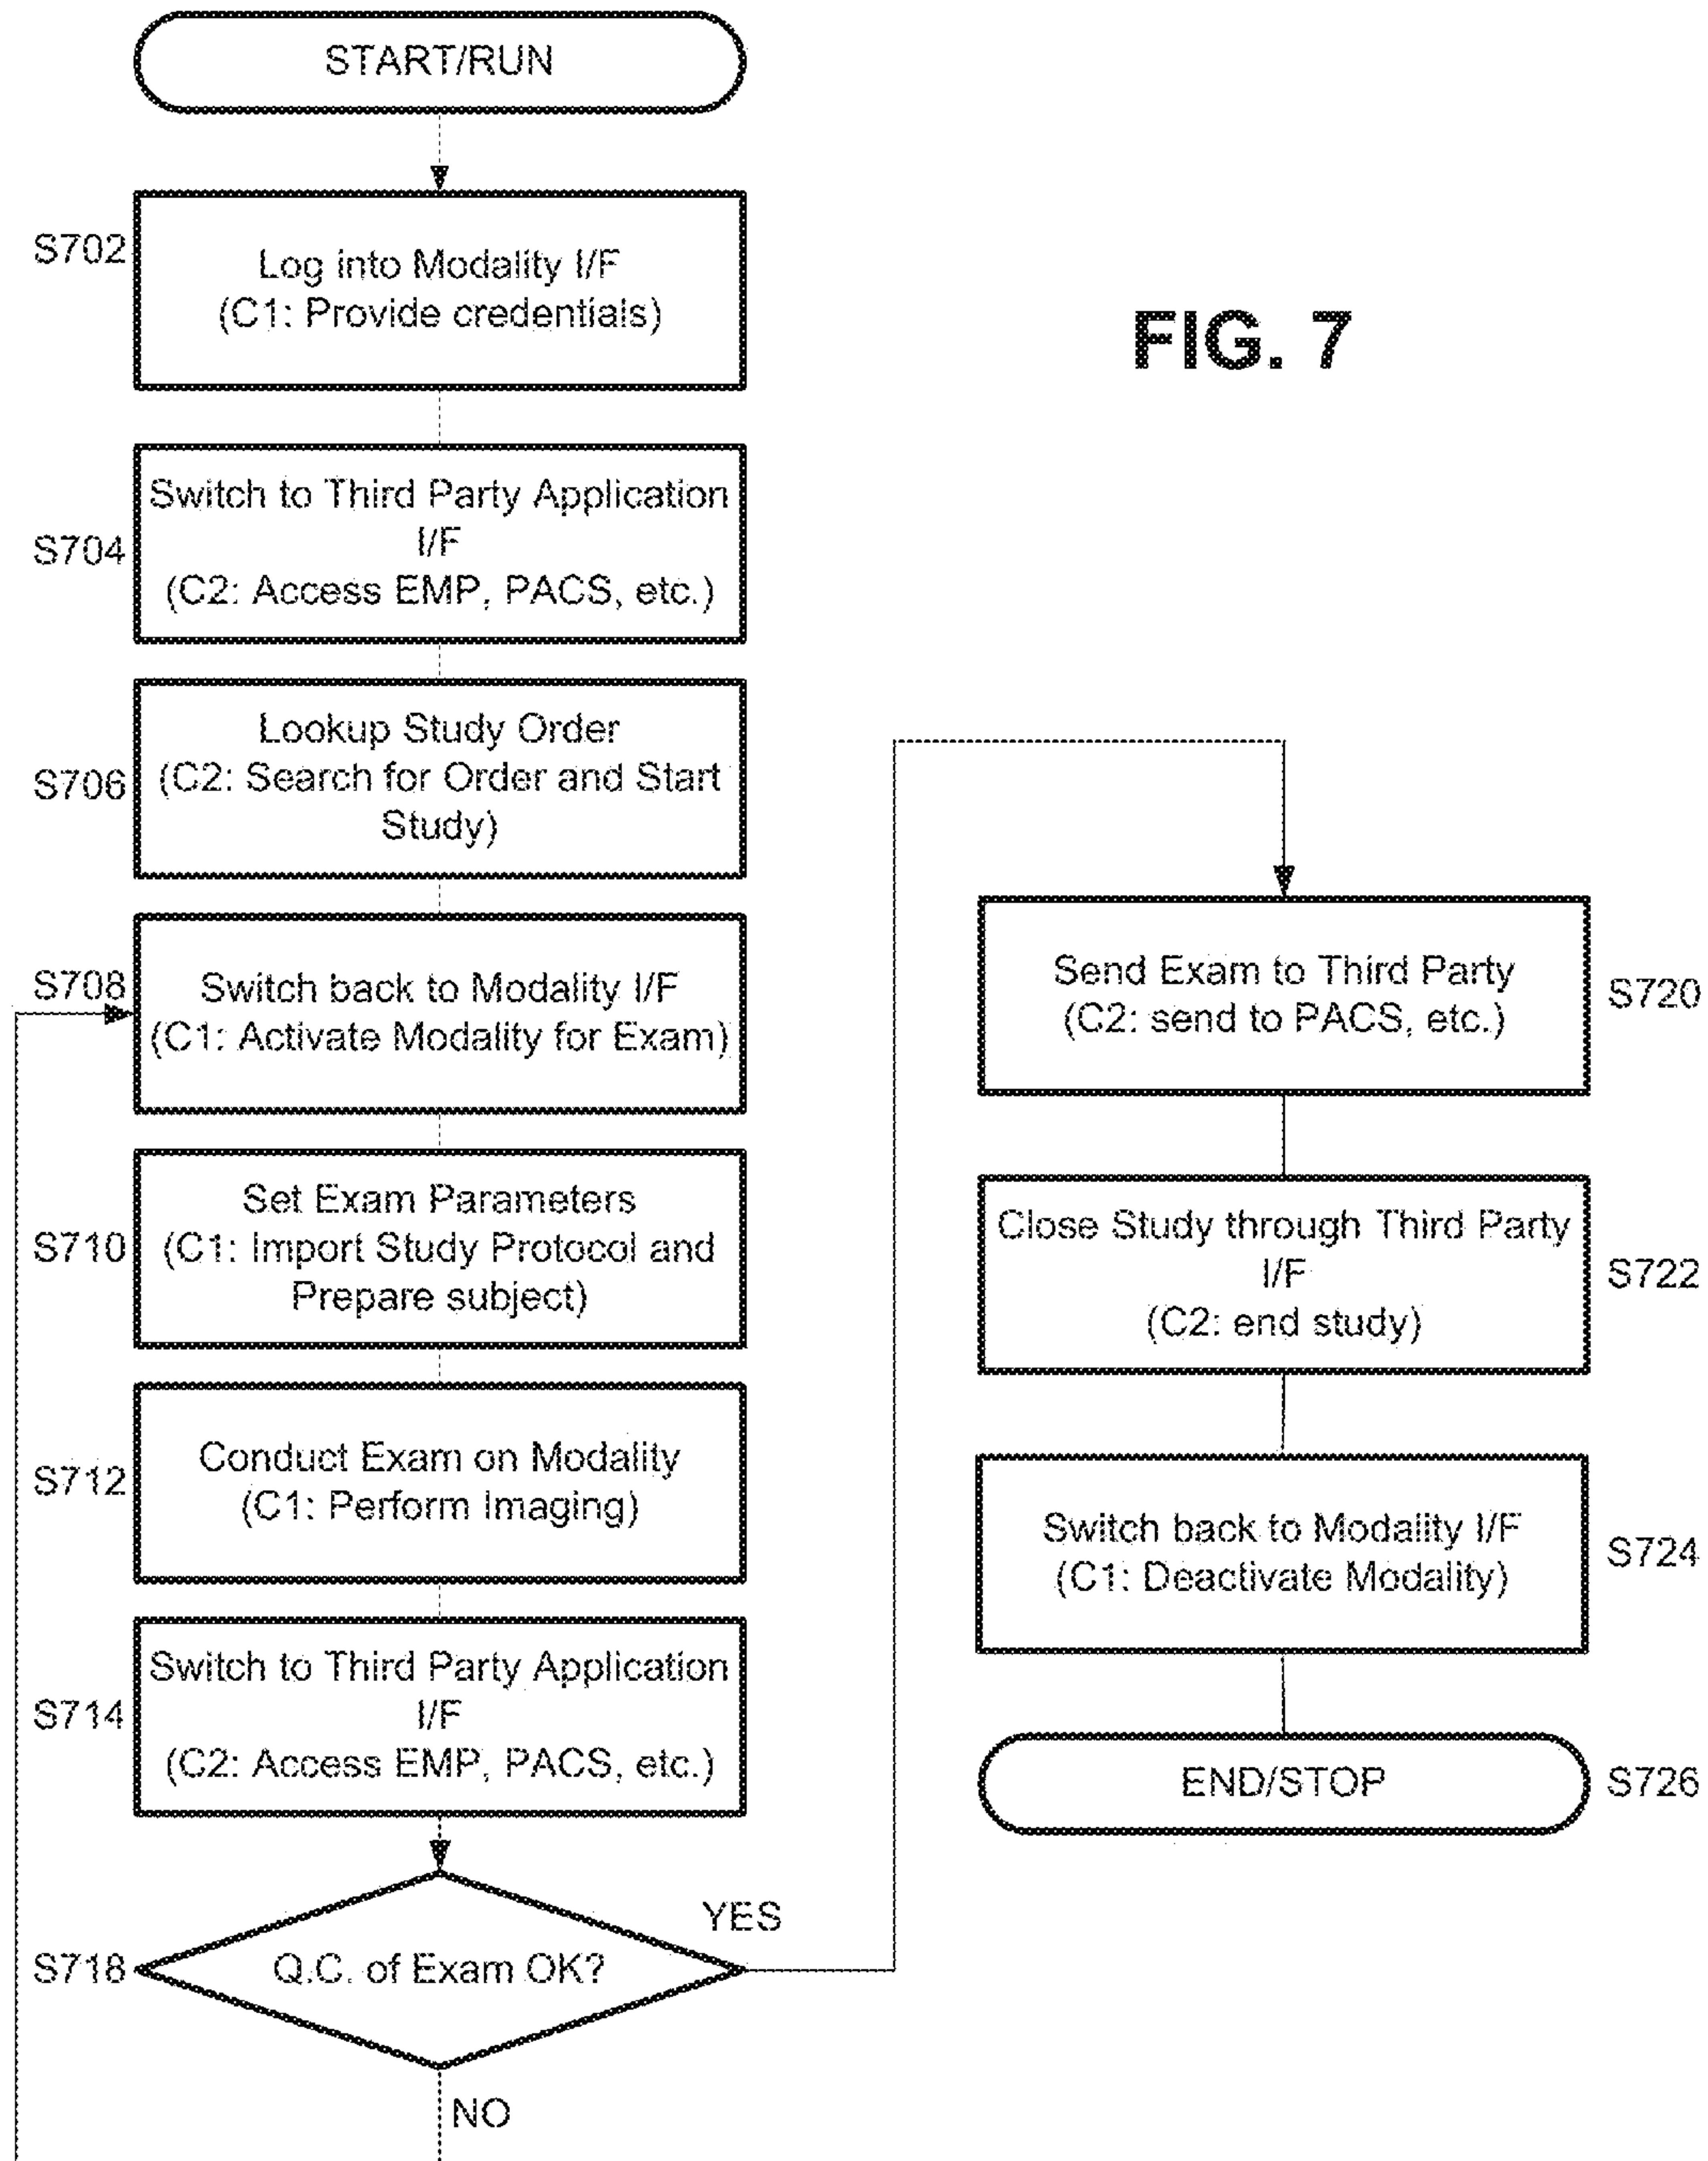 START/RUN
S702
Log into Modality I/F
(C1: Provide credentials)
FIG. 7
S704
Switch to Third Party Application
I/F
(C2: Access EMP, PACS, etc.)
S706
Lookup Study Order
(C2: Search for Order and Start
Study)
S708
Switch back to Modality I/F
(C1: Activate Modality for Exam)
S710
Set Exam Parameters
(C1: Import Study Protocol and
Prepare subject)
S712
Conduct Exam on Modality
(C1: Perform Imaging)
S714
Switch to Third Party Application
I/F
(C2: Access EMP, PACS, etc.)
S718
Q.C. of Exam OK?
YES
NO
Send Exam to Third Party
(C2: send to PACS, etc.)
S720
Close Study through Third Party
I/F
(C2: end study)
S722
Switch back to Modality I/F
(C1: Deactivate Modality)
S724
END/STOP
S726